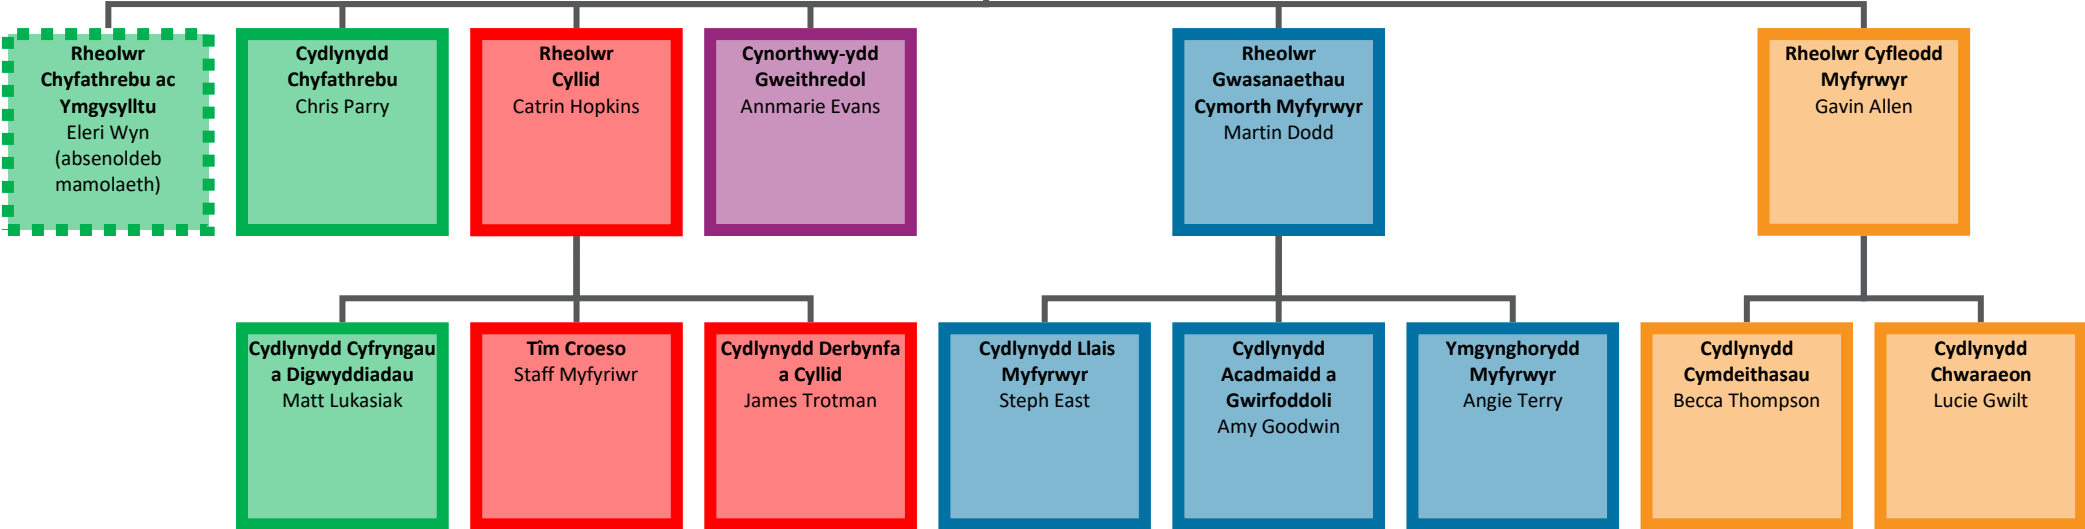 Rheolwr
Chyfathrebu ac
Ymgysylltu
Eleri Wyn
(absenoldeb
mamolaeth)
Cydlynydd
Chyfathrebu
Chris Parry
Rheolwr
Cyllid
Catrin Hopkins
Cynorthwy-ydd
Gweithredol
Annmarie Evans
Rheolwr
Gwasanaethau
Cymorth Myfyrwyr
Martin Dodd
Rheolwr Cyfleodd
Myfyrwyr
Gavin Allen
Cydlynydd Cyfryngau
a Digwyddiadau
Matt Lukasiak
Tîm Croeso
Staff Myfyriwr
Cydlynydd Derbynfa
a Cyllid
James Trotman
Cydlynydd Llais
Myfyrwyr
Steph East
Cydlynydd
Acadmaidd a
Gwirfoddoli
Amy Goodwin
Ymgynghorydd
Myfyrwyr
Angie Terry
Cydlynydd
Cymdeithasau
Becca Thompson
Cydlynydd
Chwaraeon
Lucie Gwilt